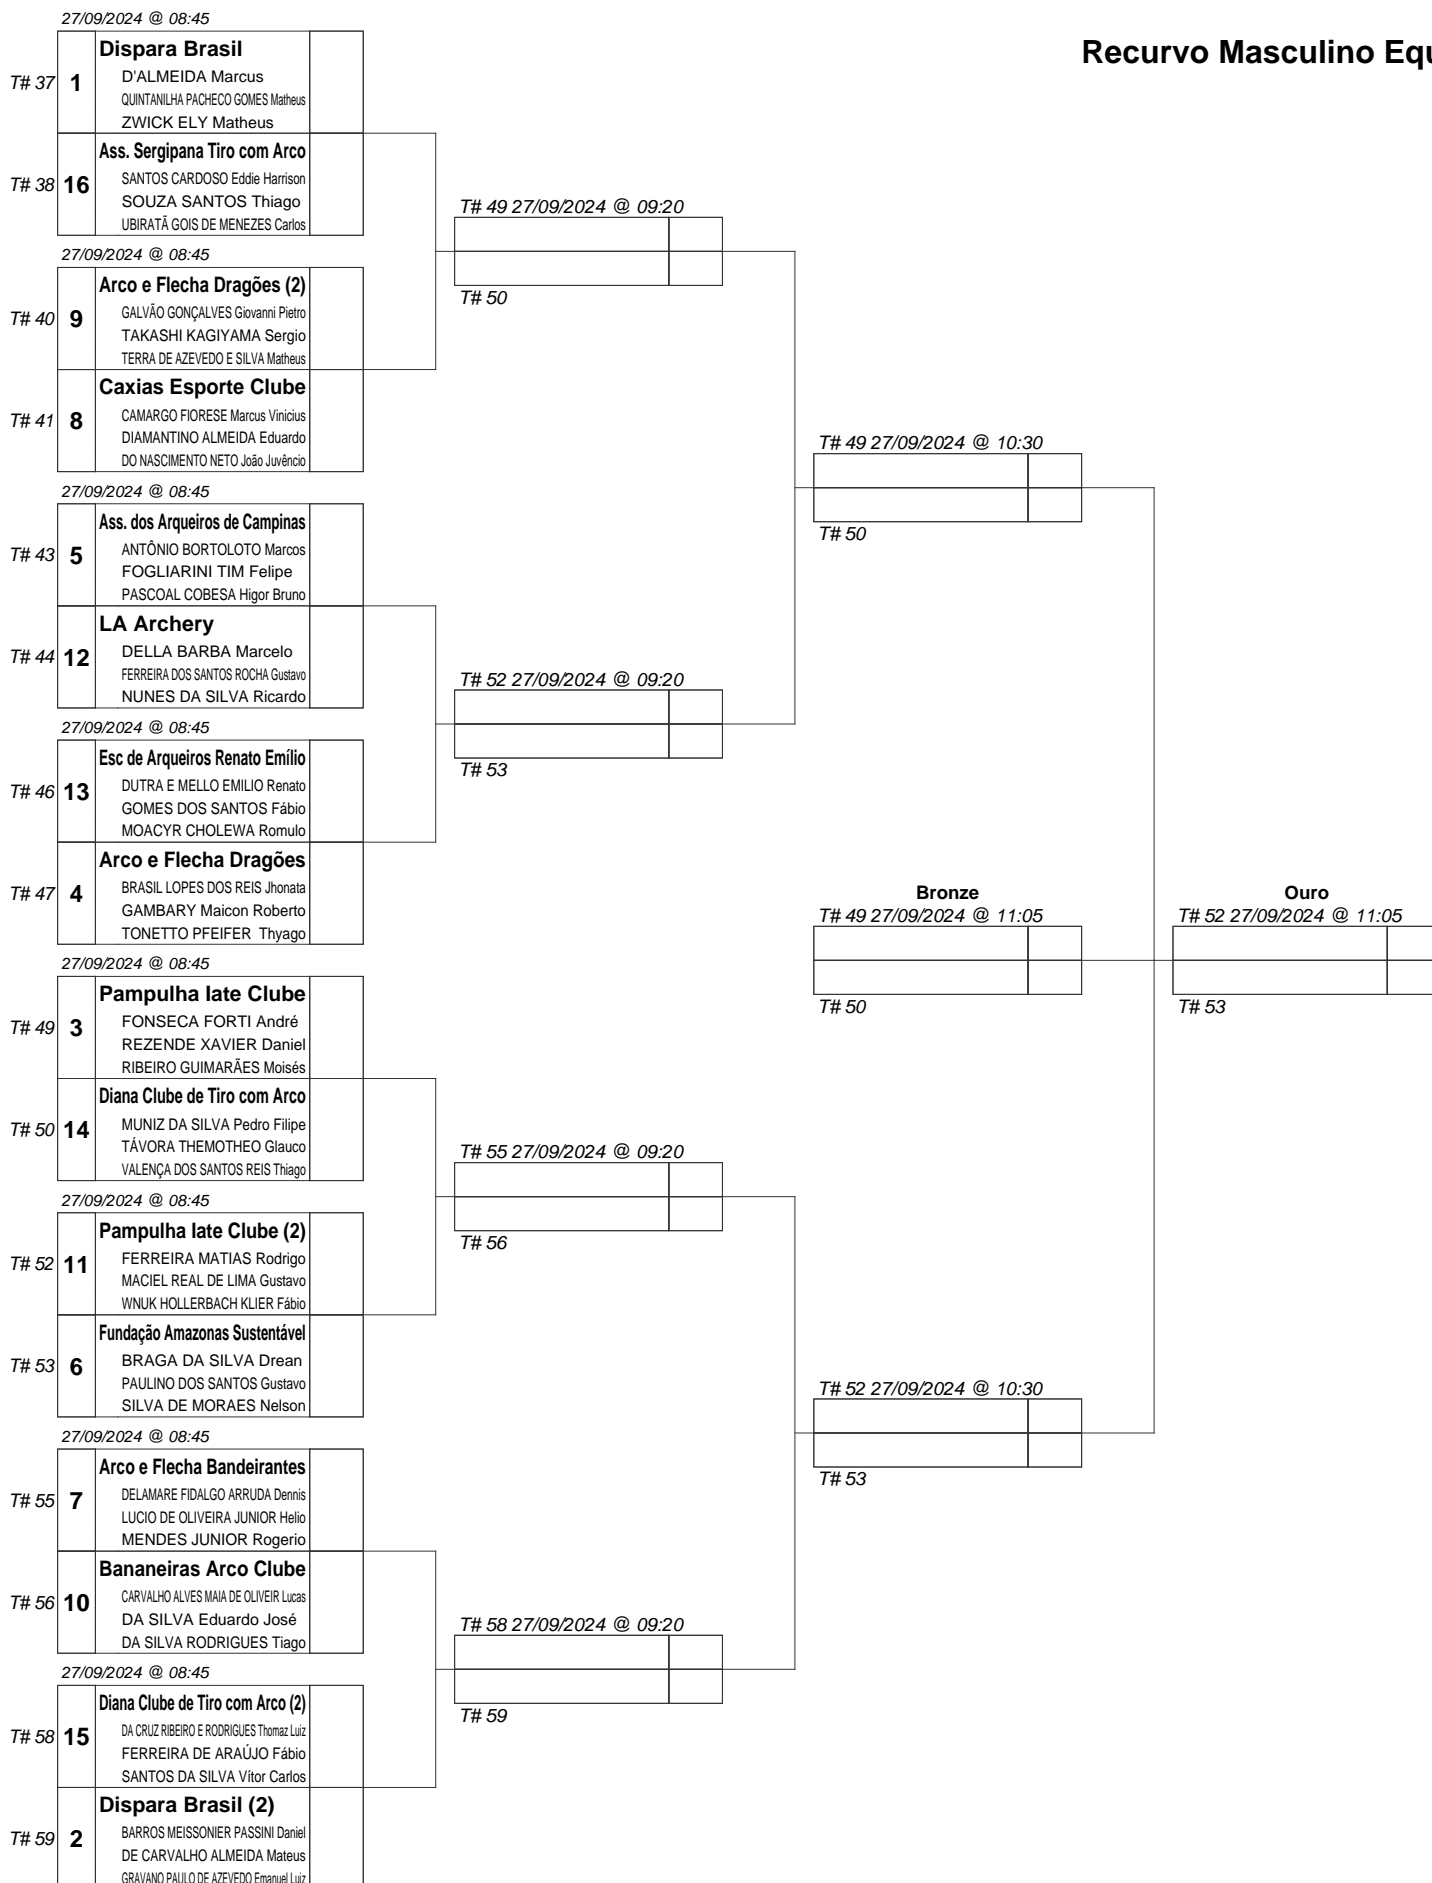 27/09/2024 @ 08:45
Recurvo Masculino Equ
T# 37 1 Dispara Brasil
D'ALMEIDA Marcus
QUINTANILHA PACHECO GOMES Matheus
ZWICK ELY Matheus
T# 38 16 Ass. Sergipana Tiro com Arco
SANTOS CARDOSO Eddie Harrison
SOUZA SANTOS Thiago
UBIRATÃ GOIS DE MENEZES Carlos
T# 49 27/09/2024 @ 09:20
T# 50
27/09/2024 @ 08:45
T# 40 9 Arco e Flecha Dragões (2)
GALVÃO GONÇALVES Giovanni Pietro
TAKASHI KAGIYAMA Sergio
TERRA DE AZEVEDO E SILVA Matheus
T# 41 8 Caxias Esporte Clube
CAMARGO FIORESE Marcus Vinicius
DIAMANTINO ALMEIDA Eduardo
DO NASCIMENTO NETO João Juvêncio
T# 49 27/09/2024 @ 10:30
T# 50
27/09/2024 @ 08:45
T# 43 5 Ass. dos Arqueiros de Campinas
ANTÔNIO BORTOLOTO Marcos
FOGLIARINI TIM Felipe
PASCOAL COBESA Higor Bruno
T# 44 12 LA Archery
DELLA BARBA Marcelo
FERREIRA DOS SANTOS ROCHA Gustavo
NUNES DA SILVA Ricardo
T# 52 27/09/2024 @ 09:20
T# 53
27/09/2024 @ 08:45
T# 46 13 Esc de Arqueiros Renato Emílio
DUTRA E MELLO EMILIO Renato
GOMES DOS SANTOS Fábio
MOACYR CHOLEWA Romulo
T# 47 4 Arco e Flecha Dragões
BRASIL LOPES DOS REIS Jhonata
GAMBARY Maicon Roberto
TONETTO PFEIFER Thyago
Bronze
T# 49 27/09/2024 @ 11:05
T# 50
Ouro
T# 52 27/09/2024 @ 11:05
T# 53
27/09/2024 @ 08:45
T# 49 3 Pampulha Iate Clube
FONSECA FORTI André
REZENDE XAVIER Daniel
RIBEIRO GUIMARÃES Moisés
T# 50 14 Diana Clube de Tiro com Arco
MUNIZ DA SILVA Pedro Filipe
TÁVORA THEMOTHEO Glauco
VALENÇA DOS SANTOS REIS Thiago
T# 55 27/09/2024 @ 09:20
T# 56
27/09/2024 @ 08:45
T# 52 11 Pampulha Iate Clube (2)
FERREIRA MATIAS Rodrigo
MACIEL REAL DE LIMA Gustavo
WNUK HOLLERBACH KLIER Fábio
T# 53 6 Fundação Amazonas Sustentável
BRAGA DA SILVA Drean
PAULINO DOS SANTOS Gustavo
SILVA DE MORAES Nelson
T# 52 27/09/2024 @ 10:30
T# 53
27/09/2024 @ 08:45
T# 55 7 Arco e Flecha Bandeirantes
DELAMARE FIDALGO ARRUDA Dennis
LUCIO DE OLIVEIRA JUNIOR Helio
MENDES JUNIOR Rogerio
T# 56 10 Bananeiras Arco Clube
CARVALHO ALVES MAIA DE OLIVEIR Lucas
DA SILVA Eduardo José
DA SILVA RODRIGUES Tiago
T# 58 27/09/2024 @ 09:20
T# 59
27/09/2024 @ 08:45
T# 58 15 Diana Clube de Tiro com Arco (2)
DA CRUZ RIBEIRO E RODRIGUES Thomaz Luiz
FERREIRA DE ARAÚJO Fábio
SANTOS DA SILVA Vítor Carlos
T# 59 2 Dispara Brasil (2)
BARROS MEISSONIER PASSINI Daniel
DE CARVALHO ALMEIDA Mateus
GRAVANO PAULO DE AZEVEDO Emanuel Luiz